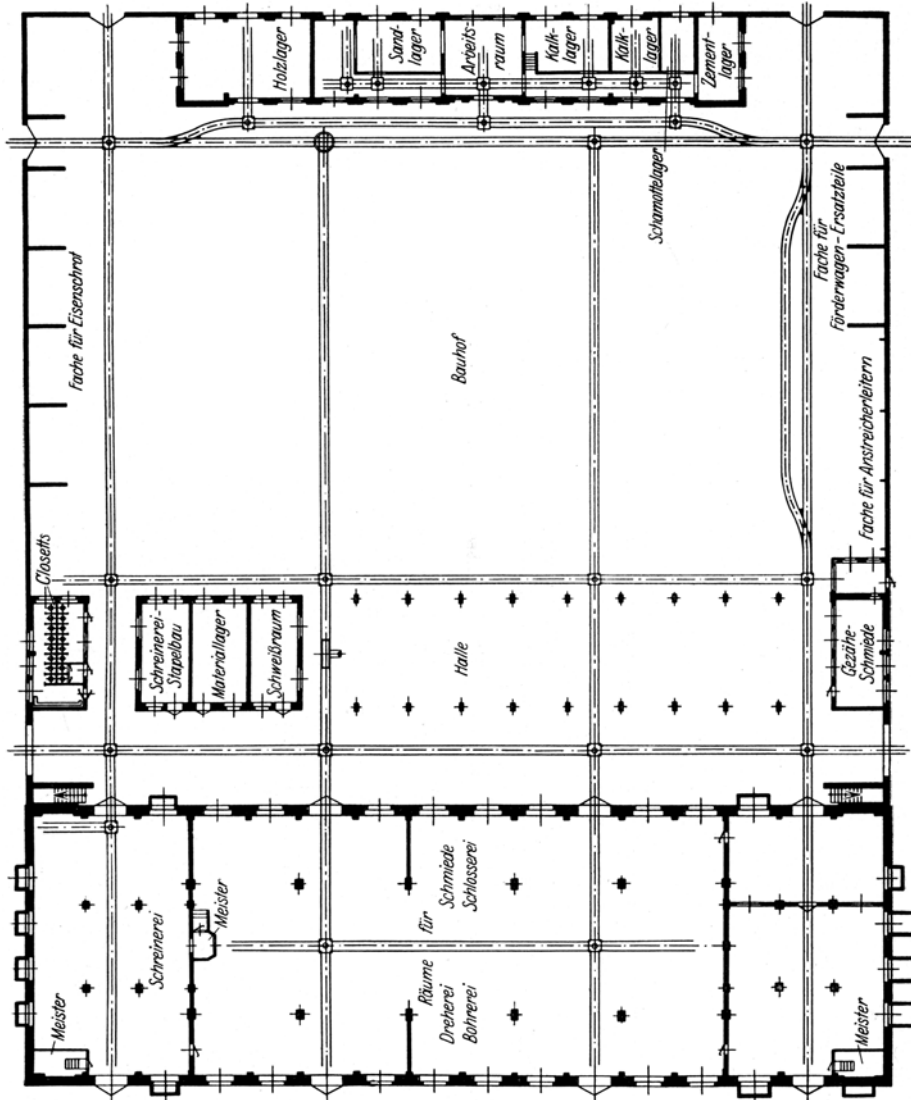 Holzlager
Sand-
lager
Arbeits-
raum
Kalk-
lager
Kalk-
lager
Zement-
lager
Schamottelager
Fache für Eisenschrot
Bauhof
Fache für
Förderwagen-Ersatzteile
Fache für Anstreicherleitern
Closetts
Schreinerei-
Stapelbau
Materiallager
Schweißraum
Halle
Gezähe-
Schmiede
Schreinerei
Meister
Meister
Räume für
Dreherei Schmiede
Bohrerei Schlosserei
Meister